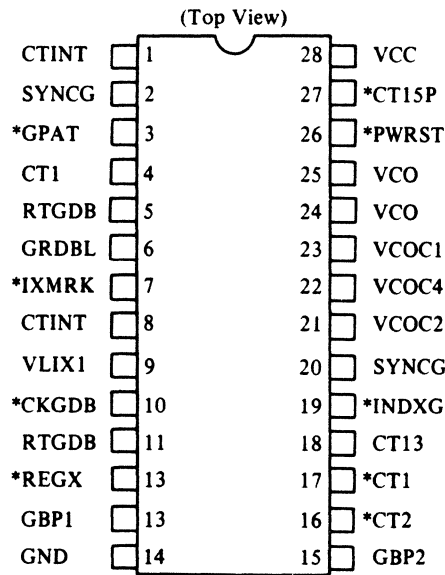 (Top View)
CTINT 1 28 VCC
SYNCG 2 27 *CT15P
*GPAT 3 26 *PWRST
CT1 4 25 VCO
RTGDB 5 24 VCO
GRDBL 6 23 VCOC1
*IXMRK 7 22 VCOC4
CTINT 8 21 VCOC2
VLIX1 9 20 SYNCG
*CKGDB 10 19 *INDXG
RTGDB 11 18 CT13
*REGX 13 17 *CT1
GBP1 13 16 *CT2
GND 14 15 GBP2